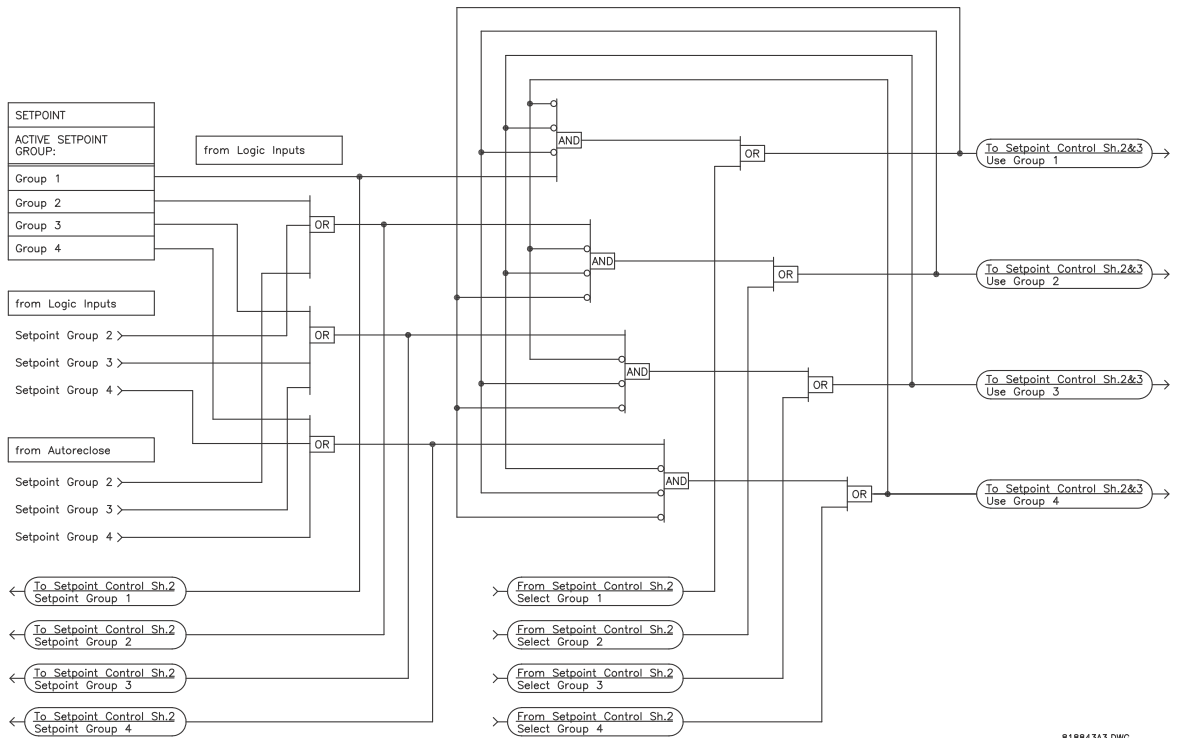 SETPOINT
ACTIVE SETPOINT
GROUP:
Group 1
Group 2
Group 3
Group 4
from Logic Inputs
from Logic Inputs
Setpoint Group 2
Setpoint Group 3
Setpoint Group 4
from Autoreclose
Setpoint Group 2
Setpoint Group 3
Setpoint Group 4
OR
OR
OR
AND
AND
AND
AND
OR
OR
OR
OR
To Setpoint Control Sh.2&3
Use Group 1
To Setpoint Control Sh.2&3
Use Group 2
To Setpoint Control Sh.2&3
Use Group 3
To Setpoint Control Sh.2&3
Use Group 4
To Setpoint Control Sh.2
Setpoint Group 1
To Setpoint Control Sh.2
Setpoint Group 2
To Setpoint Control Sh.2
Setpoint Group 3
To Setpoint Control Sh.2
Setpoint Group 4
From Setpoint Control Sh.2
Select Group 1
From Setpoint Control Sh.2
Select Group 2
From Setpoint Control Sh.2
Select Group 3
From Setpoint Control Sh.2
Select Group 4
818843A3.DWG